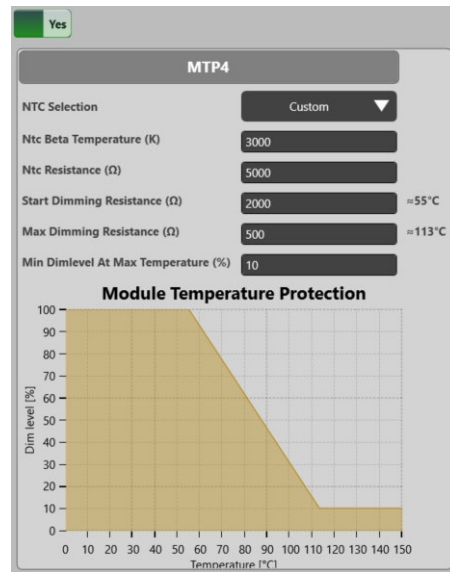 Yes
MTP4
NTC Selection Custom
Ntc Beta Temperature (K) 3000
Ntc Resistance (Ω) 5000
Start Dimming Resistance (Ω) 2000 ≈55°C
Max Dimming Resistance (Ω) 500 ≈113°C
Min Dimlevel At Max Temperature (%) 10
Module Temperature Protection
100
90
80
70
60
50
40
30
20
10
0
Dim level [%]
0 10 20 30 40 50 60 70 80 90 100 110 120 130 140 150
Temperature [°C]